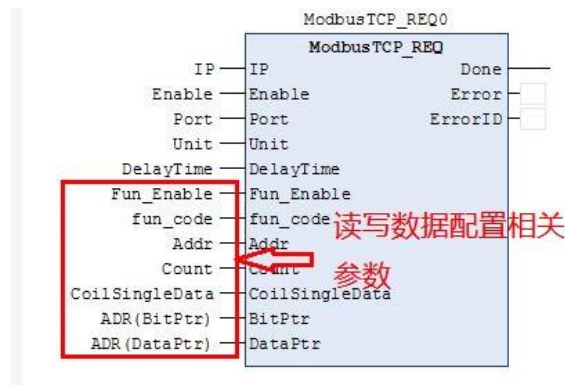 ModbusTCP_REQ0
ModbusTCP_REQ
IP IP Done
Enable Enable Error
Port Port ErrorID
Unit Unit
DelayTime DelayTime
Fun_Enable Fun_Enable
fun_code fun_code 读写数据配置相关
Addr Addr
Count Count 参数
CoilSingleData CoilSingleData
ADR(BitPtr) BitPtr
ADR(DataPtr) DataPtr